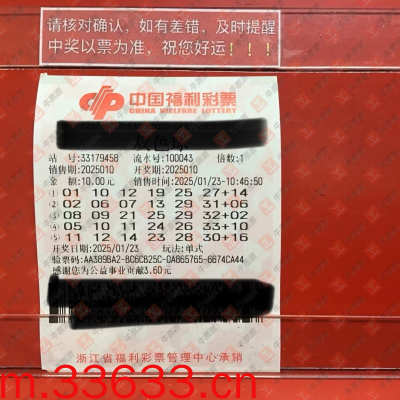 请核对确认，如有差错，及时提醒
中奖以票为准，祝您好运！
中国福利彩票
CHINA WELFARE LOTTERY
双色球
站 号:33179458 流水号:100043 倍数:1
销售期:2025010 开奖期:2025010
金 额:10.00元 销售时间:2025/01/23-10:46:50
① 01 10 12 19 25 27+14
② 02 06 07 13 29 31+06
③ 08 09 21 25 29 32+02
④ 05 10 11 24 26 33+10
⑤ 11 12 14 23 28 30+16
开奖日期:2025/01/23 玩法:单式
验票码:AA389BA2-8C6CB25C-DA865765-6874CA44
感谢您为公益事业贡献3.60元
浙江省福利彩票管理中心承销
m.33633.cn